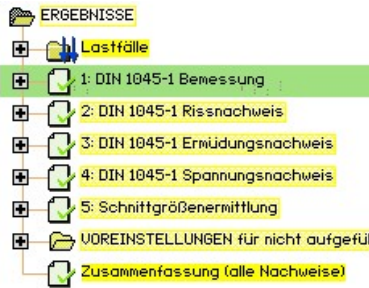 ERGEBNISSE
Lastfälle
1: DIN 1045-1 Bemessung
2: DIN 1045-1 Rissnachweis
3: DIN 1045-1 Ermüdungsnachweis
4: DIN 1045-1 Spannungsnachweis
5: Schnittgrößenermittlung
VOREINSTELLUNGEN für nicht
Zusammenfassung (alle Nachweise)